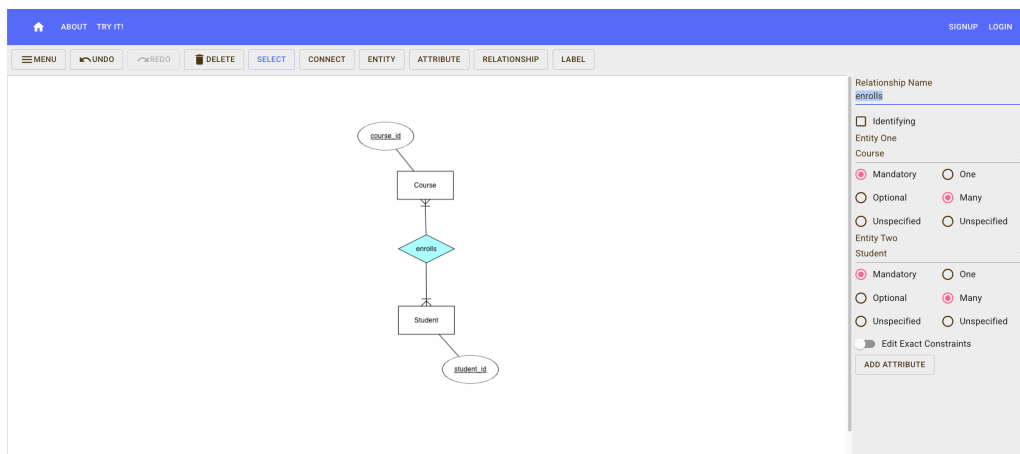 ABOUT TRY IT! SIGNUP LOGIN
MENU UNDO REDO DELETE SELECT CONNECT ENTITY ATTRIBUTE RELATIONSHIP LABEL
course_id
Course
enrolls
Student
student_id
Relationship Name
enrolls
Identifying
Entity One
Course
Mandatory One
Optional Many
Unspecified Unspecified
Entity Two
Student
Mandatory One
Optional Many
Unspecified Unspecified
Edit Exact Constraints
ADD ATTRIBUTE